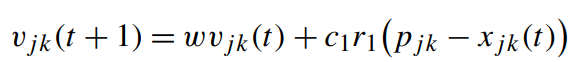 v_{jk}(t + 1) = wv_{jk}(t) + c_1r_1(p_{jk} − x_{jk}(t))